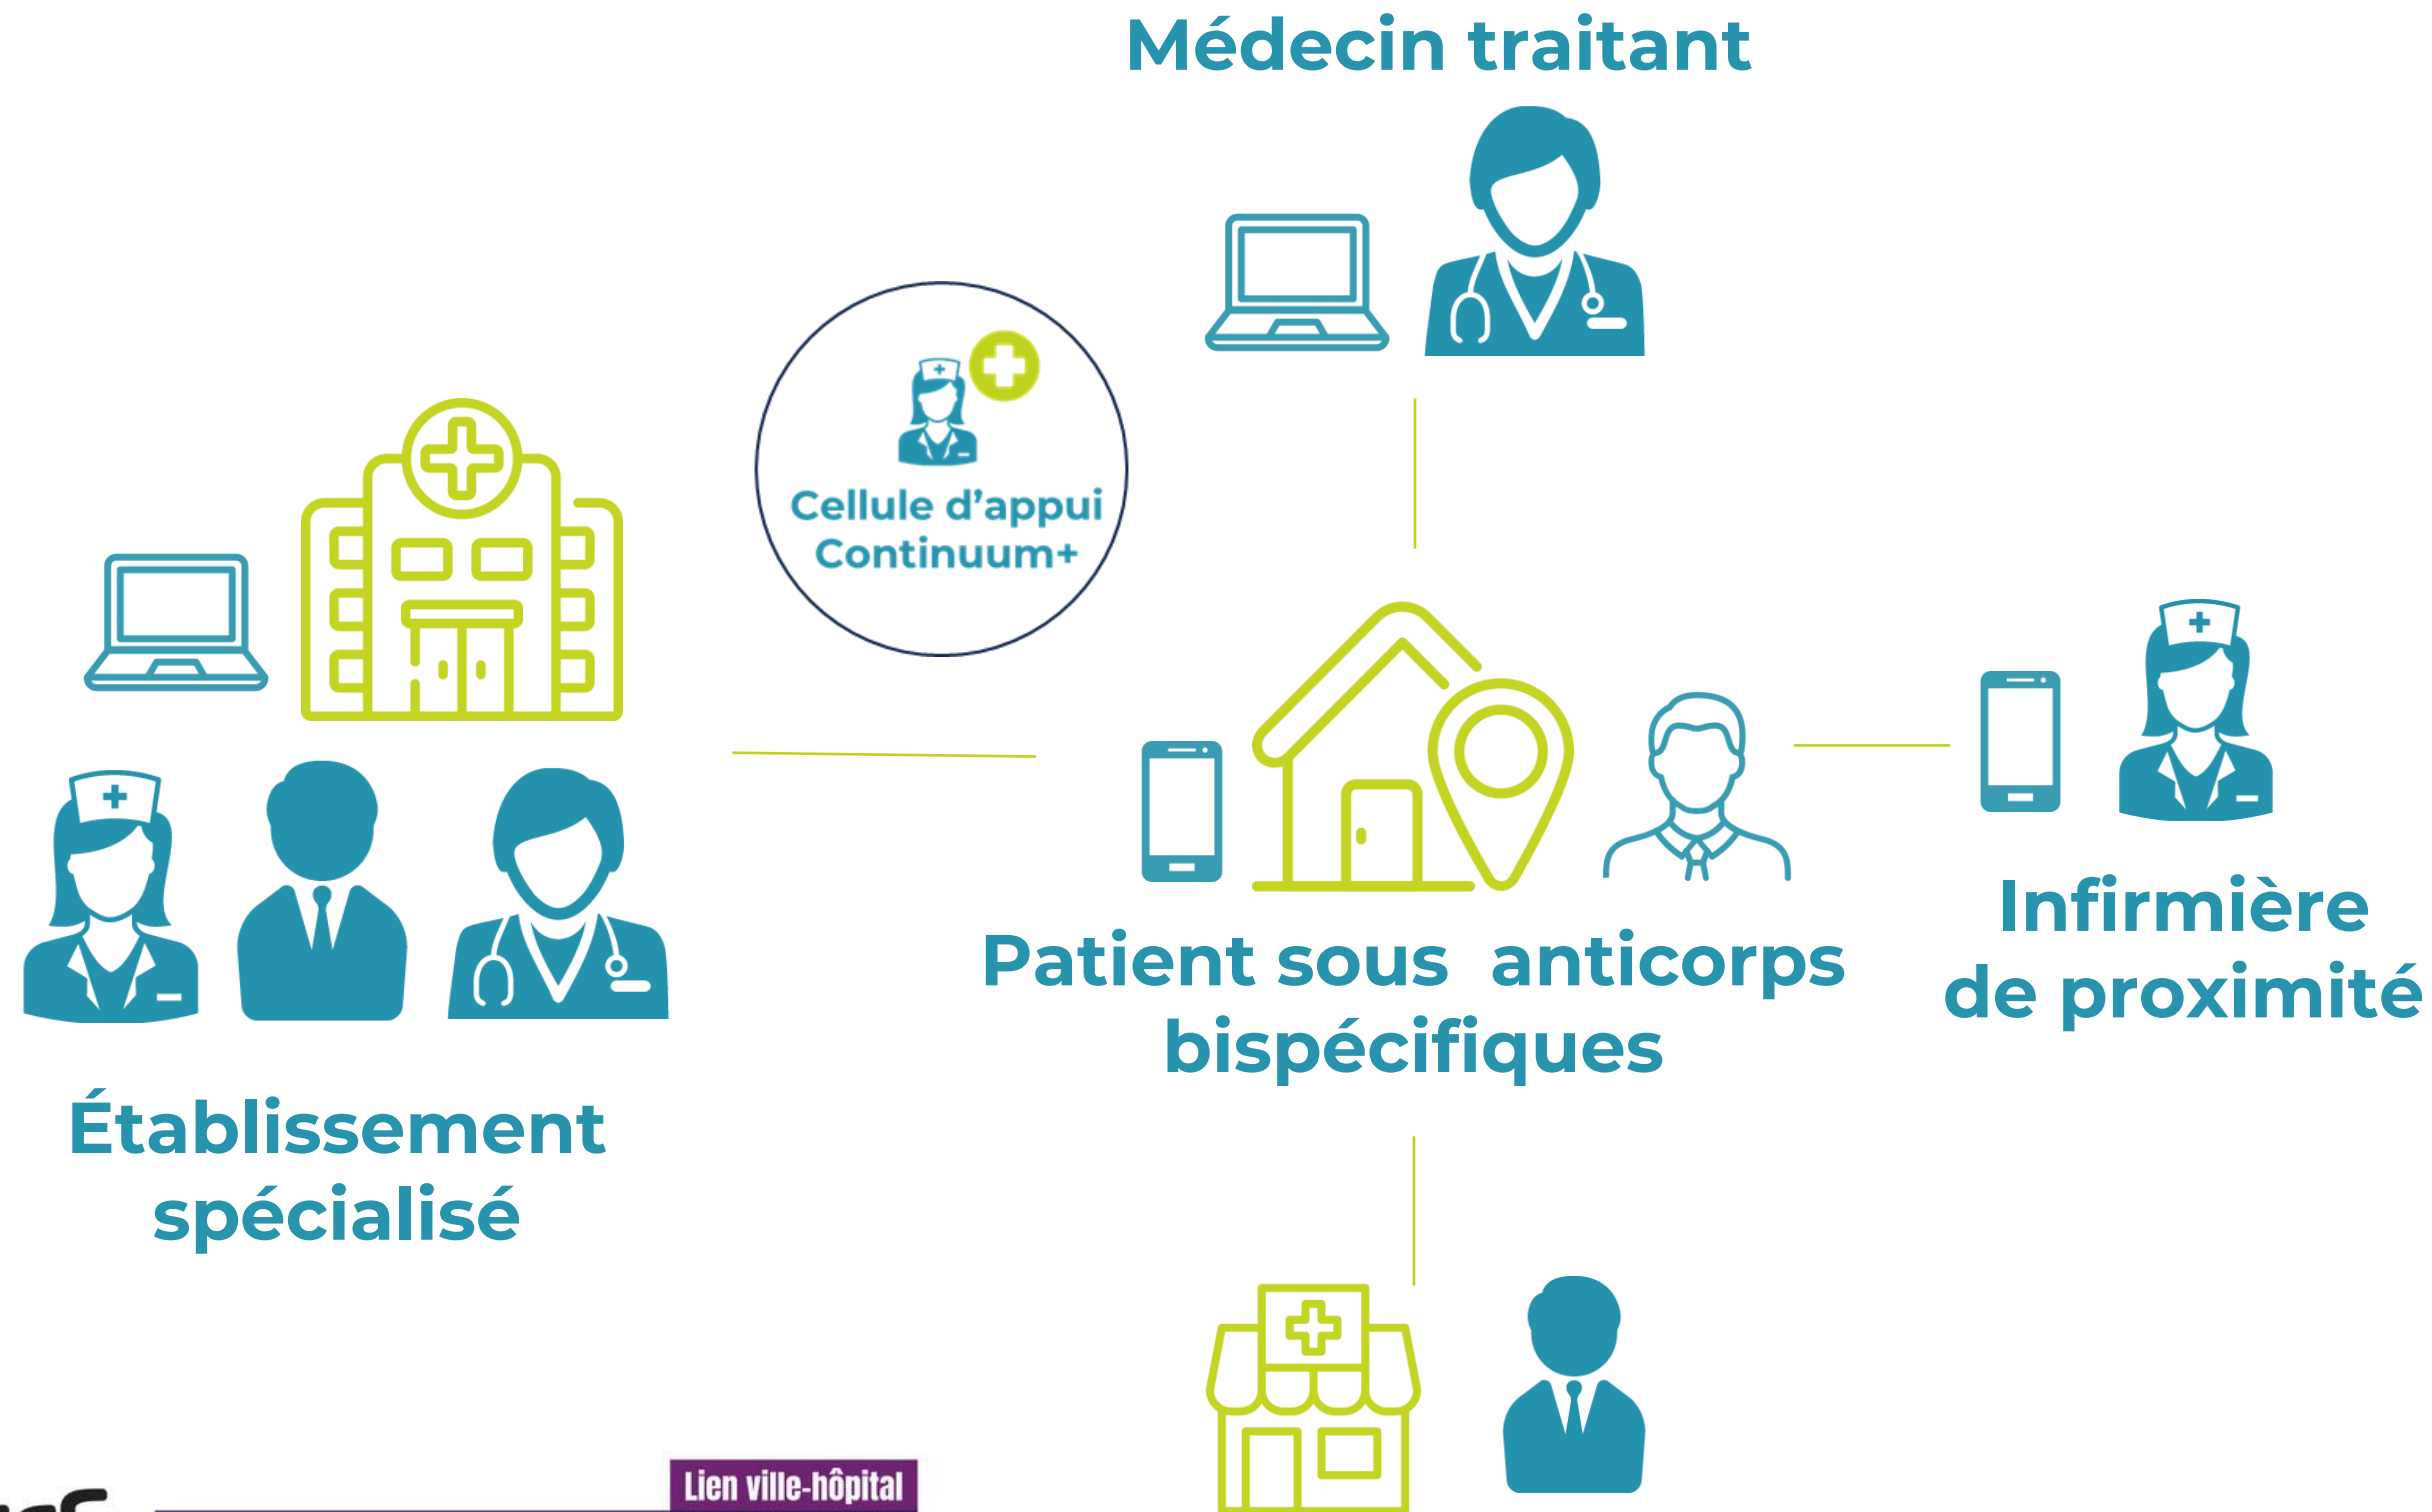 Médecin traitant
Cellule d'appui
Continuum+
Infirmière
de proximité
Patient sous anticorps
bispécifiques
Établissement
spécialisé
Lien ville-hôpital